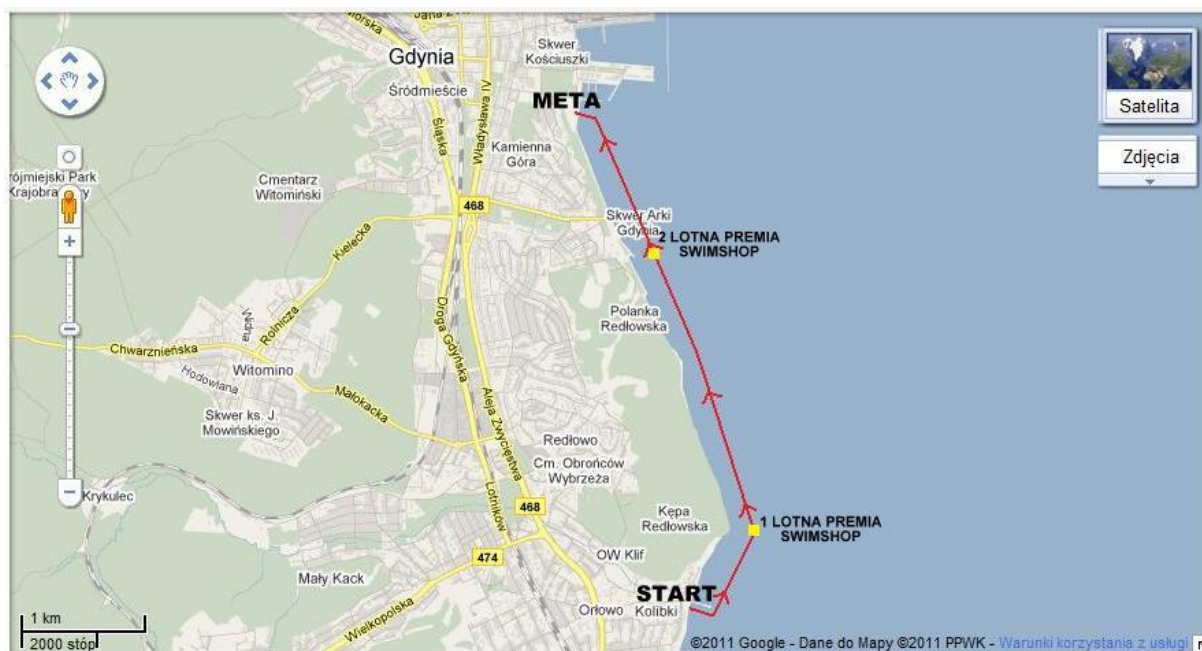 Jana z
Skwer
Kościuszki
Gdynia
Śródmieście
META
Satelita
Śląska
Władysława IV
Kamienna
Góra
Zdjęcia
Krajobra
Cmentarz
Witomiński
468
Skwer Arki
Gdynia
Kielecka
2 LOTNA PREMIA
SWIMSHOP
Rolnicza
Widna
Droga Gdyńska
Polanka
Redłowska
Chwarznieńska
Witomino
Hodowlana
Małokacka
Aleja Zwycięstwa
Skwer ks. J.
Mowińskiego
Redłowo
Cm. Obrońców
Wybrzeża
Lotników
Krykulec
468
Kępa
Redłowska
1 LOTNA PREMIA
SWIMSHOP
474
OW Klif
Mały Kack
START
Wielkopolska
Orłowo
Kolibki
1 km
2000 stóp
©2011 Google - Dane do Mapy ©2011 PPWK - Warunki korzystania z usługi